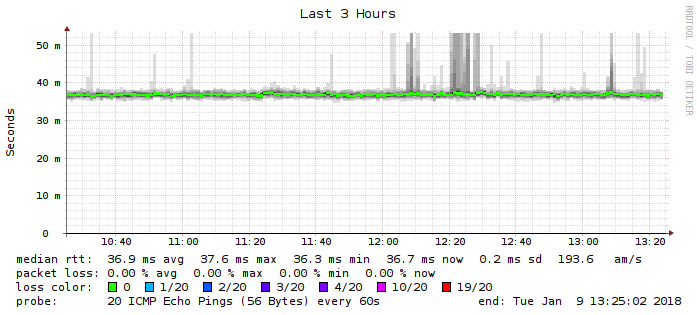 Last 3 Hours
RRDTOOL / TOBI OETIKER
Seconds
50 m
40 m
30 m
20 m
10 m
0
10:40 11:00 11:20 11:40 12:00 12:20 12:40 13:00 13:20
median rtt: 36.9 ms avg 37.6 ms max 36.3 ms min 36.7 ms now 0.2 ms sd 193.6 am/s
packet loss: 0.00 % avg 0.00 % max 0.00 % min 0.00 % now
loss color: 0 1/20 2/20 3/20 4/20 10/20 19/20
probe: 20 ICMP Echo Pings (56 Bytes) every 60s end: Tue Jan 9 13:25:02 2018